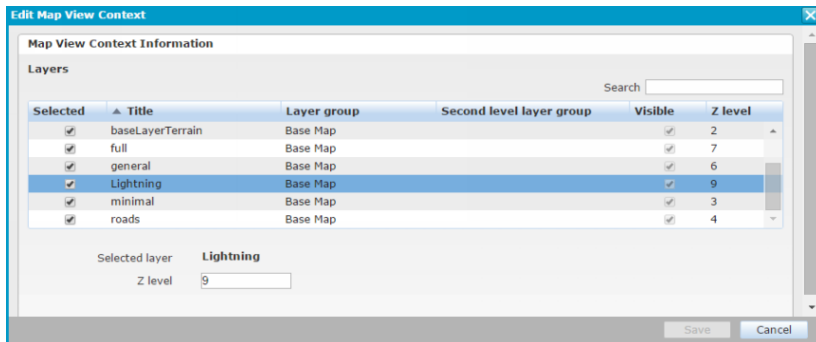 Edit Map View Context
Map View Context Information
Layers
Search
Selected Title Layer group Second level layer group Visible Z level
baseLayerTerrain Base Map 2
full Base Map 7
general Base Map 6
Lightning Base Map 9
minimal Base Map 3
roads Base Map 4
Selected layer Lightning
Z level 9
Save Cancel